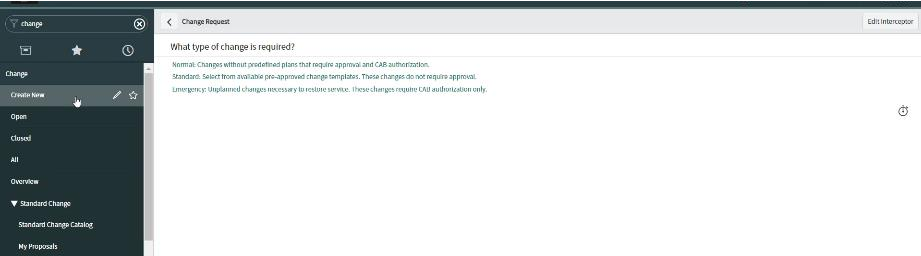 change
Change Request
Edit Interceptor
What type of change is required?
Normal: Changes without predefined plans that require approval and CAB authorization.
Standard: Select from available pre-approved change templates. These changes do not require approval.
Emergency: Unplanned changes necessary to restore service. These changes require CAB authorization only.
Change
Create New
Open
Closed
All
Overview
Standard Change
Standard Change Catalog
My Proposals